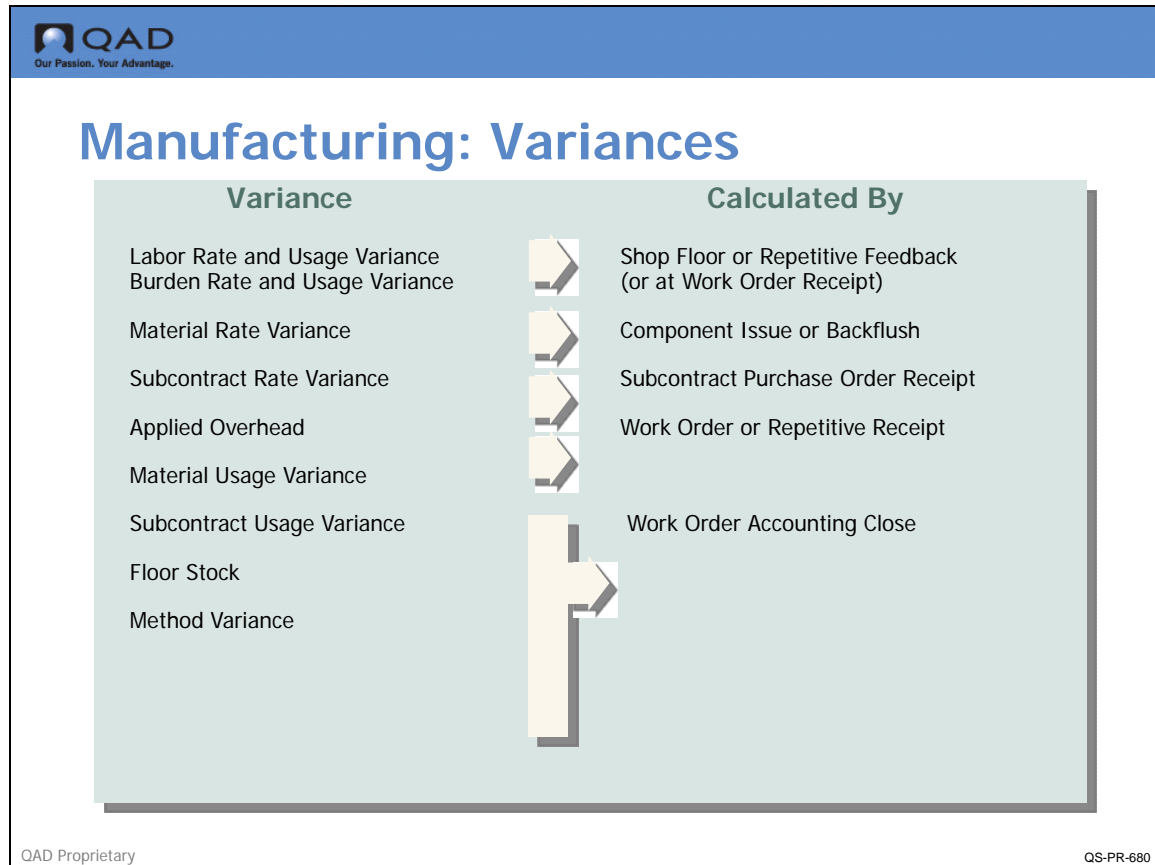 QAD
Our Passion. Your Advantage.
Manufacturing: Variances
Variance
Calculated By
Labor Rate and Usage Variance
Burden Rate and Usage Variance
Shop Floor or Repetitive Feedback
(or at Work Order Receipt)
Material Rate Variance
Component Issue or Backflush
Subcontract Rate Variance
Subcontract Purchase Order Receipt
Applied Overhead
Work Order or Repetitive Receipt
Material Usage Variance
Subcontract Usage Variance
Work Order Accounting Close
Floor Stock
Method Variance
QAD Proprietary
QS-PR-680